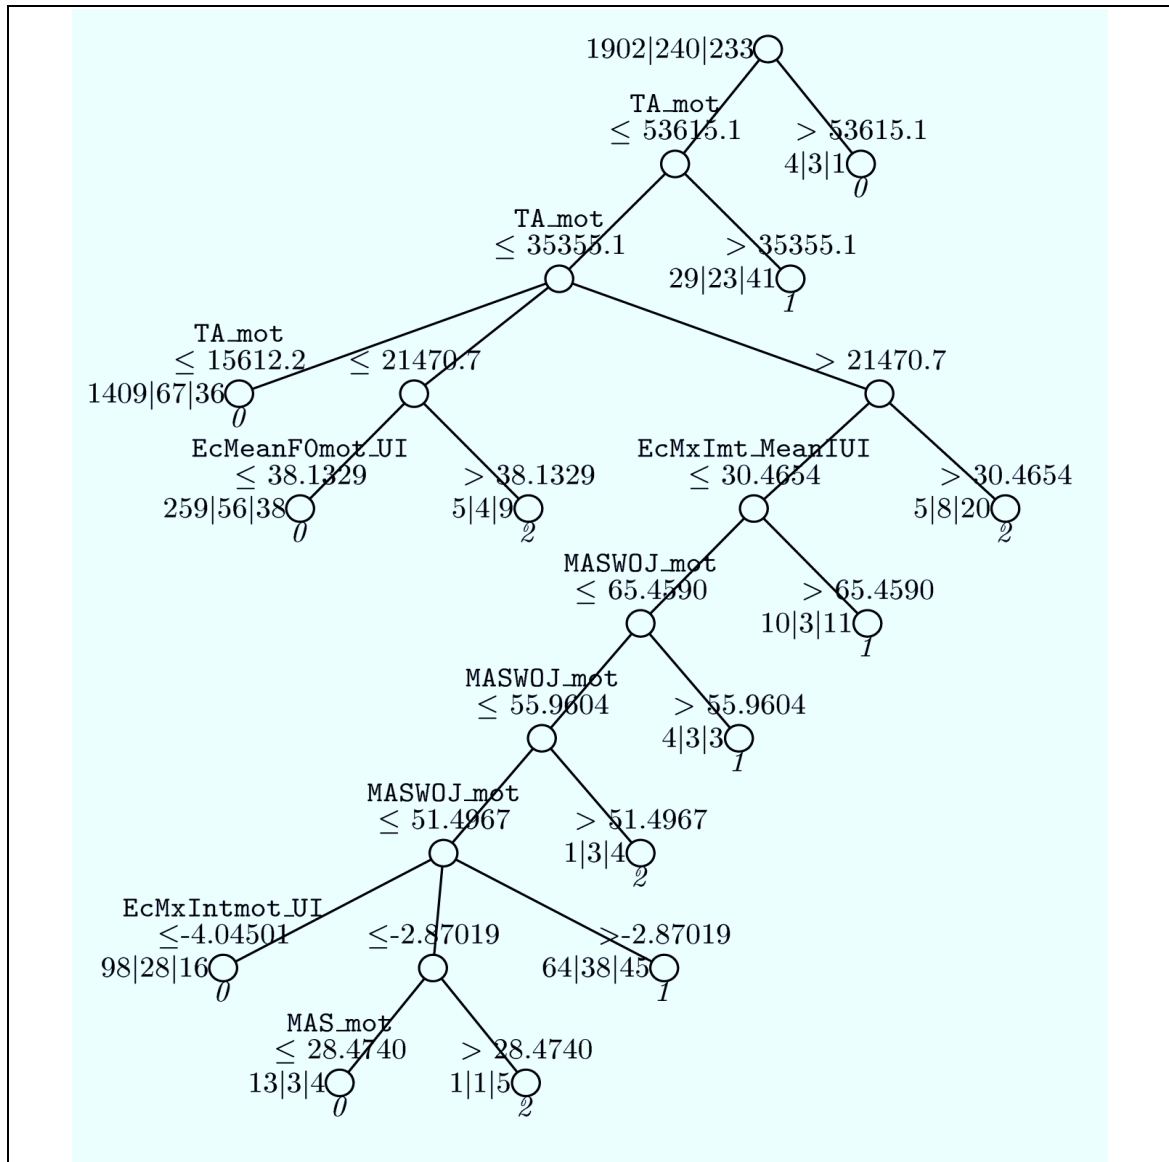 1902|240|233
TA_mot
≤ 53615.1 > 53615.1
4|3|1
0
TA_mot
≤ 35355.1 > 35355.1
29|23|41
1
TA_mot
≤ 15612.2 ≤ 21470.7 > 21470.7
1409|67|36
0
EcMeanF0mot_UI EcMxImt_MeanIUI
≤ 38.1329 > 38.1329 ≤ 30.4654 > 30.4654
259|56|38 5|4|9 5|8|20
0 2 2
MASWOJ_mot
≤ 65.4590 > 65.4590
10|3|11
1
MASWOJ_mot
≤ 55.9604 > 55.9604
4|3|3
1
MASWOJ_mot
≤ 51.4967 > 51.4967
1|3|4
2
EcMxIntmot_UI
≤-4.04501 ≤-2.87019 >-2.87019
98|28|16 64|38|45
0 1
MAS_mot
≤ 28.4740 > 28.4740
13|3|4 1|1|5
0 2